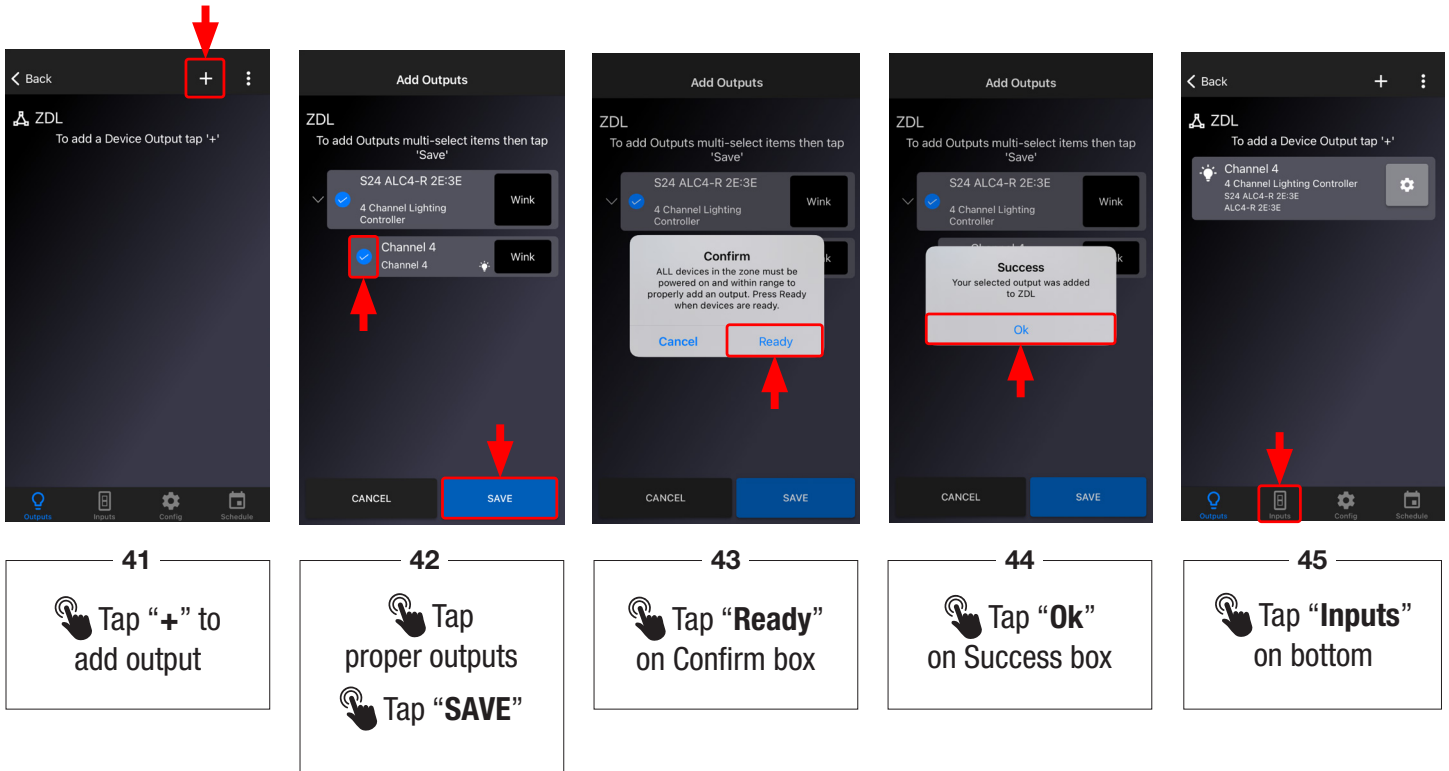 Back
+
ZDL
To add a Device Output tap '+'
Outputs
Inputs
Config
Schedule
Add Outputs
ZDL
To add Outputs multi-select items then tap
'Save'
S24 ALC4-R 2E:3E
4 Channel Lighting
Controller
Wink
Channel 4
Channel 4
Wink
CANCEL
SAVE
Add Outputs
ZDL
To add Outputs multi-select items then tap
'Save'
S24 ALC4-R 2E:3E
4 Channel Lighting
Controller
Wink
k
Confirm
ALL devices in the zone must be
powered on and within range to
properly add an output. Press Ready
when devices are ready.
Cancel
Ready
CANCEL
SAVE
Add Outputs
ZDL
To add Outputs multi-select items then tap
'Save'
S24 ALC4-R 2E:3E
4 Channel Lighting
Controller
Wink
k
Success
Your selected output was added
to ZDL
Ok
CANCEL
SAVE
Back
+
ZDL
To add a Device Output tap '+'
Channel 4
4 Channel Lighting Controller
S24 ALC4-R 2E:3E
ALC4-R 2E:3E
Outputs
Inputs
Config
Schedule
41
Tap “+” to
add output
42
Tap
proper outputs
Tap “SAVE”
43
Tap “Ready”
on Confirm box
44
Tap “Ok”
on Success box
45
Tap “Inputs”
on bottom